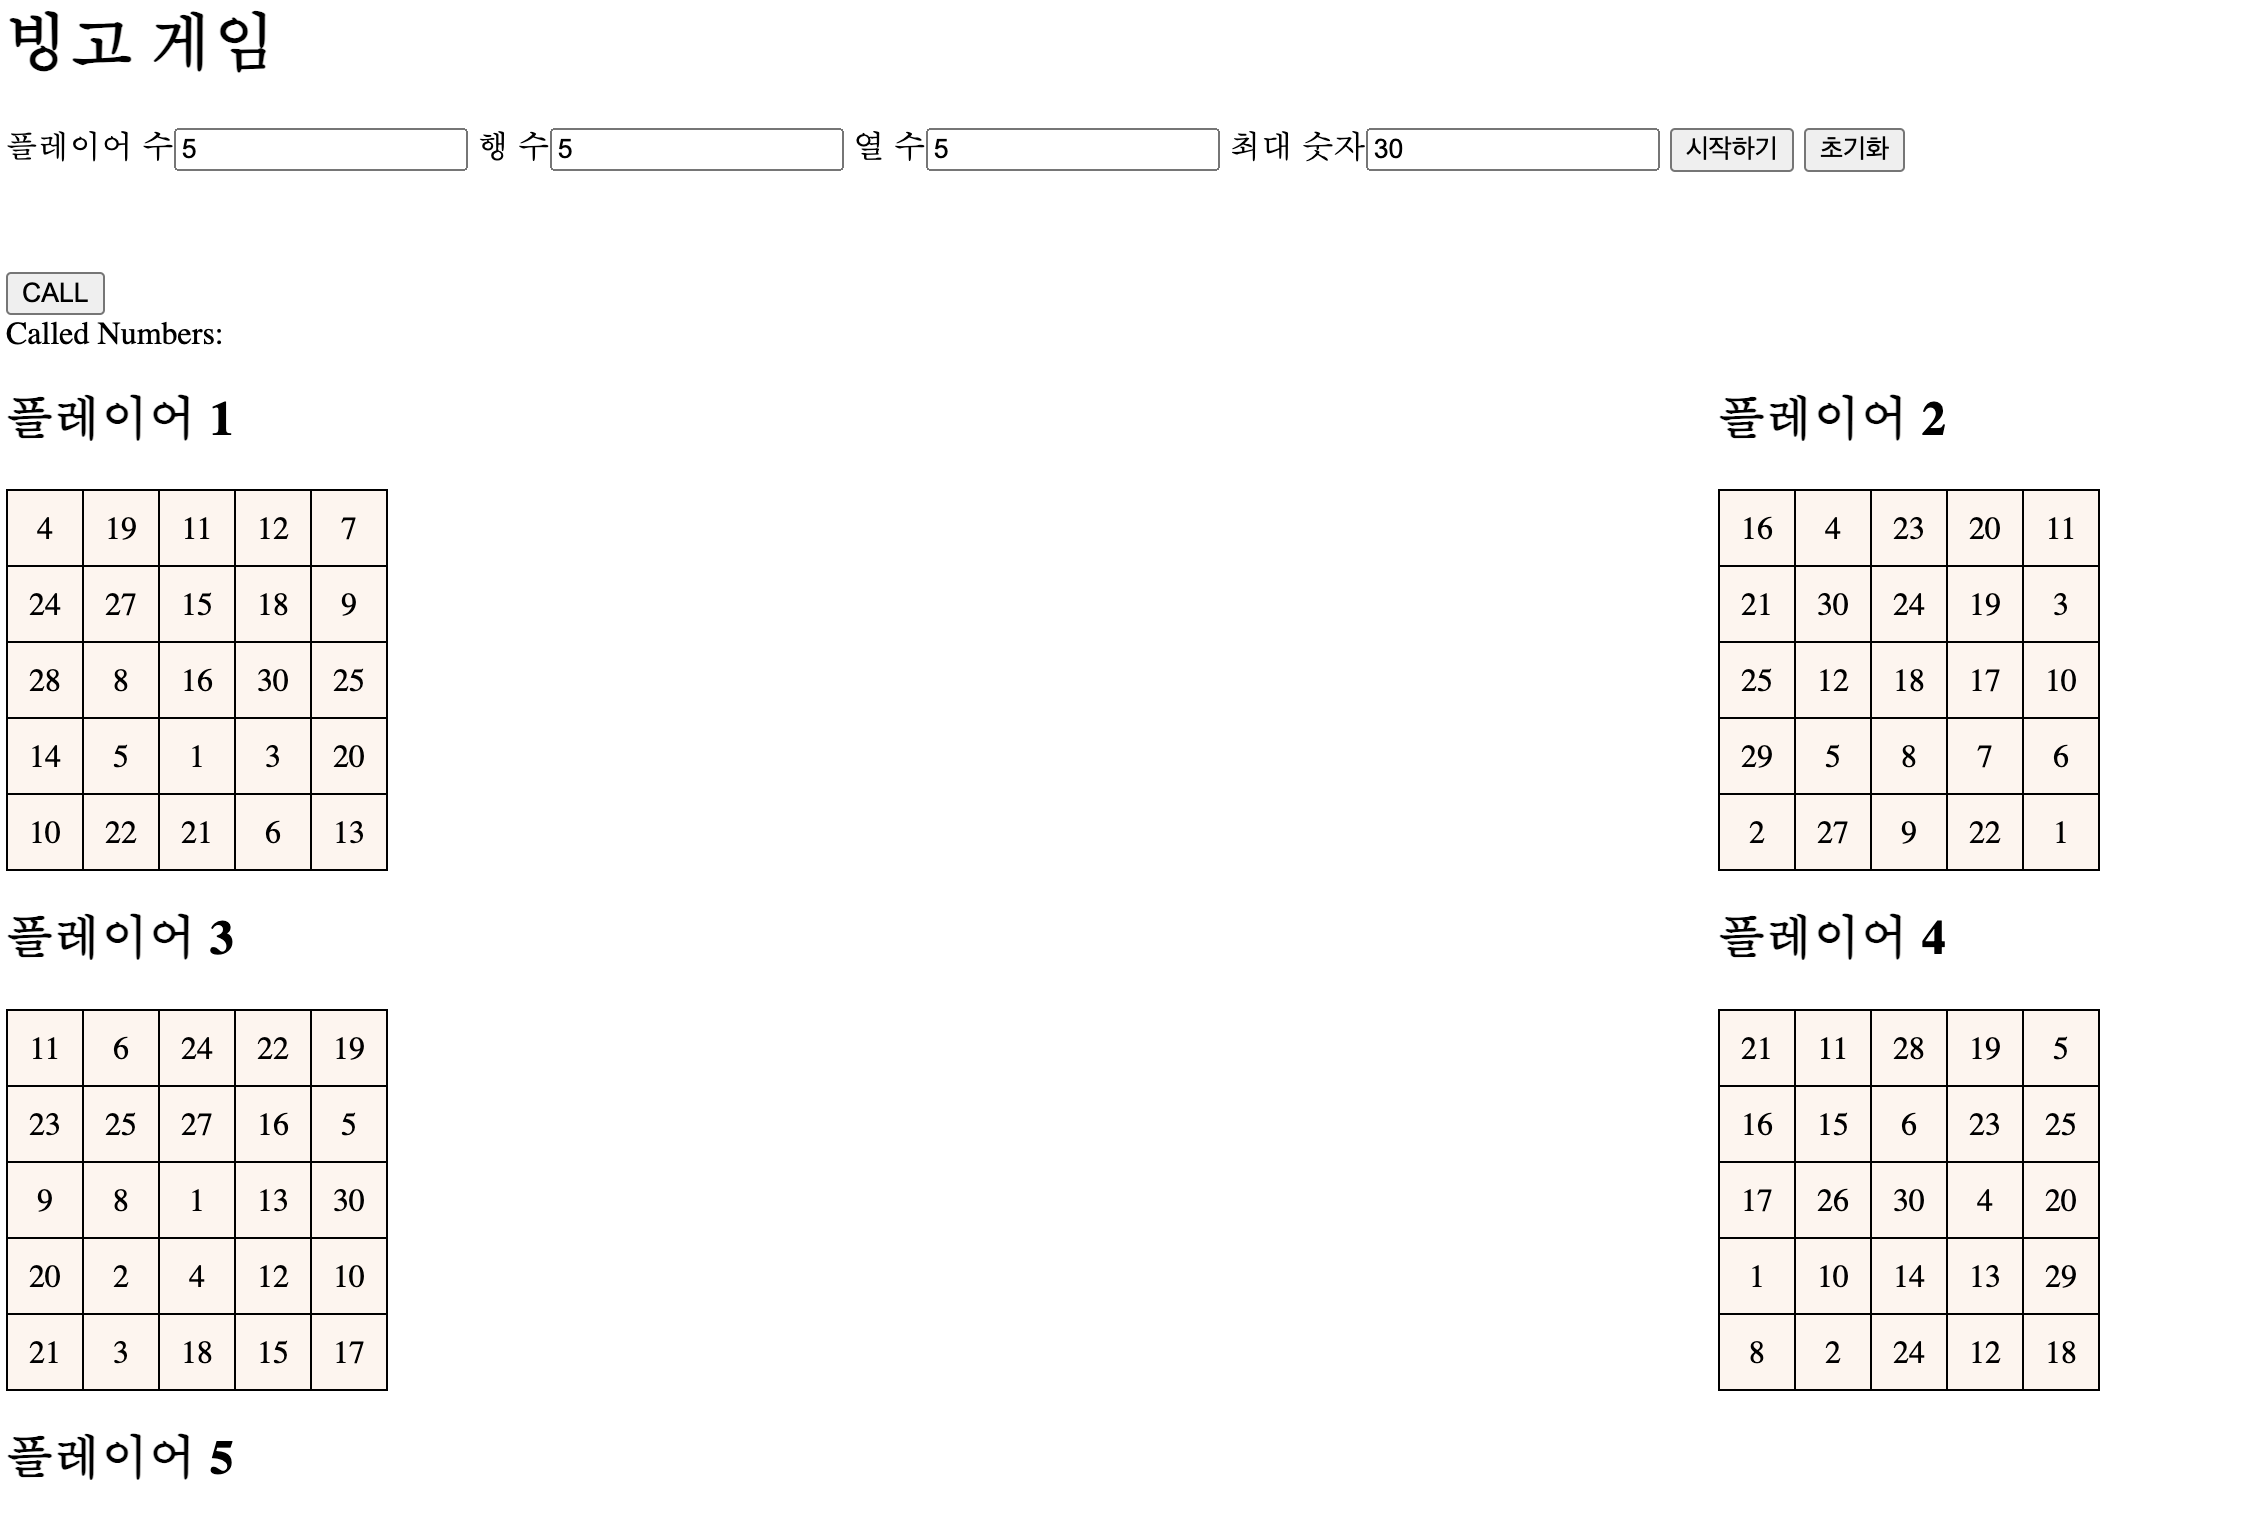 빙고 게임
플레이어 수 5 행 수 5 열 수 5 최대 숫자 30 시작하기 초기화
CALL
Called Numbers:
플레이어 1 플레이어 2
4 19 11 12 7 16 4 23 20 11
24 27 15 18 9 21 30 24 19 3
28 8 16 30 25 25 12 18 17 10
14 5 1 3 20 29 5 8 7 6
10 22 21 6 13 2 27 9 22 1
플레이어 3 플레이어 4
11 6 24 22 19 21 11 28 19 5
23 25 27 16 5 16 15 6 23 25
9 8 1 13 30 17 26 30 4 20
20 2 4 12 10 1 10 14 13 29
21 3 18 15 17 8 2 24 12 18
플레이어 5